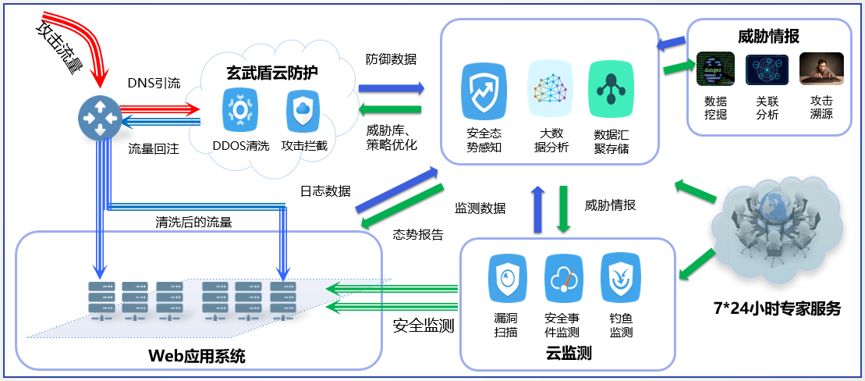 攻击流量
DNS引流
流量回注
玄武盾云防护
DDOS清洗
攻击拦截
防御数据
威胁库、
策略优化
安全态
势感知
大数
据分析
数据汇
聚存储
威胁情报
danger
数据
挖掘
关联
分析
攻击
溯源
日志数据
态势报告
监测数据
威胁情报
清洗后的流量
Web应用系统
安全监测
漏洞
扫描
安全事
件监测
钓鱼
监测
云监测
7*24小时专家服务